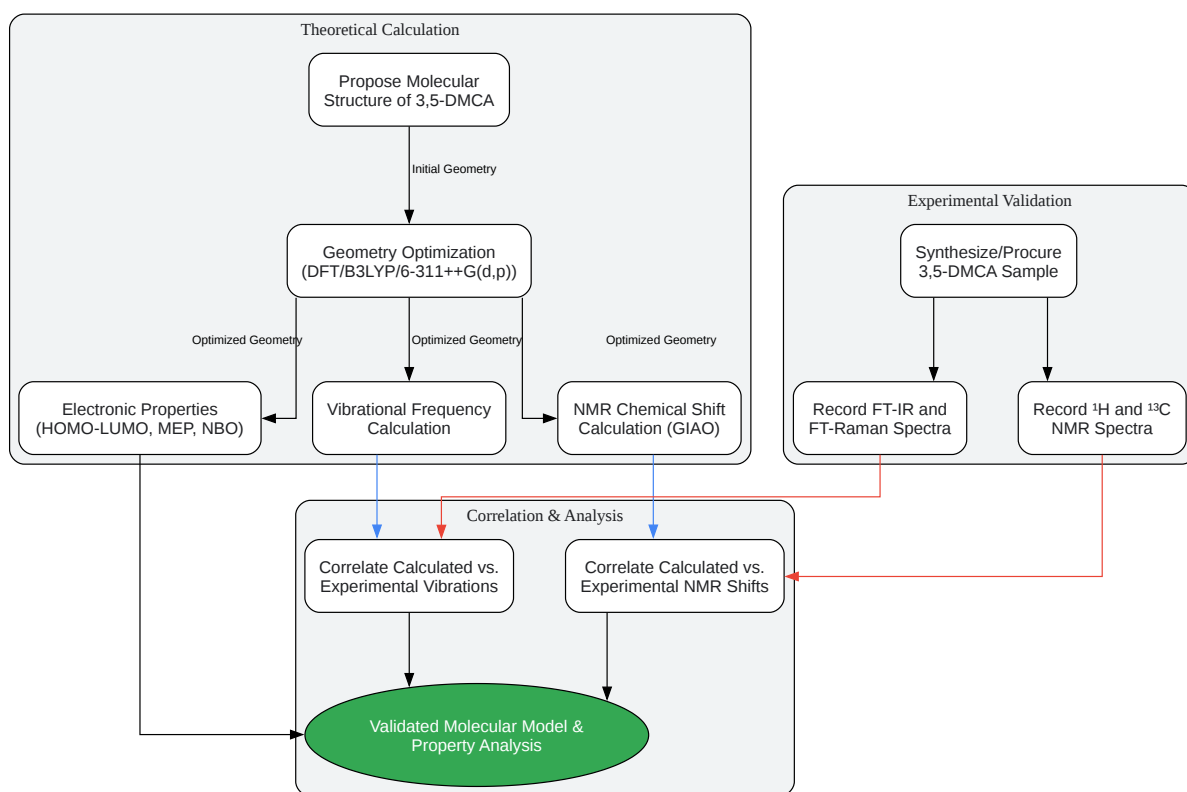 Theoretical Calculation
Propose Molecular
Structure of 3,5-DMCA
Initial Geometry
Geometry Optimization
(DFT/B3LYP/6-311++G(d,p))
Optimized Geometry
Optimized Geometry
Optimized Geometry
Electronic Properties
(HOMO-LUMO, MEP, NBO)
Vibrational Frequency
Calculation
NMR Chemical Shift
Calculation (GIAO)
Experimental Validation
Synthesize/Procure
3,5-DMCA Sample
Record FT-IR and
FT-Raman Spectra
Record ¹H and ¹³C
NMR Spectra
Correlation & Analysis
Correlate Calculated vs.
Experimental Vibrations
Correlate Calculated vs.
Experimental NMR Shifts
Validated Molecular Model &
Property Analysis